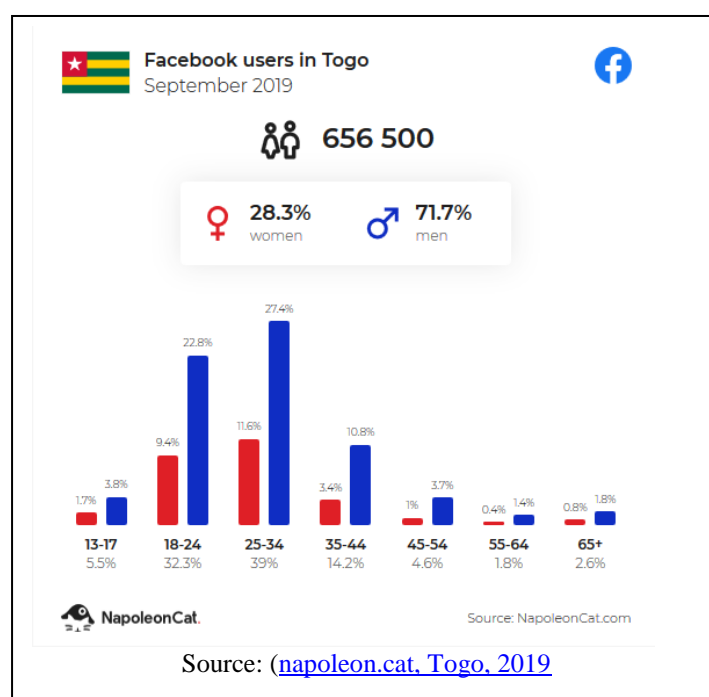 Facebook users in Togo
September 2019
656 500
28.3% 71.7%
women men
27.4%
22.8%
11.6%
10.8%
9.4%
3.8% 3.4% 3.7%
1.7% 1% 0.4% 1.4% 0.8% 1.8%
13-17 18-24 25-34 35-44 45-54 55-64 65+
5.5% 32.3% 39% 14.2% 4.6% 1.8% 2.6%
NapoleonCat. Source: NapoleonCat.com
Source: (napoleon.cat, Togo, 2019